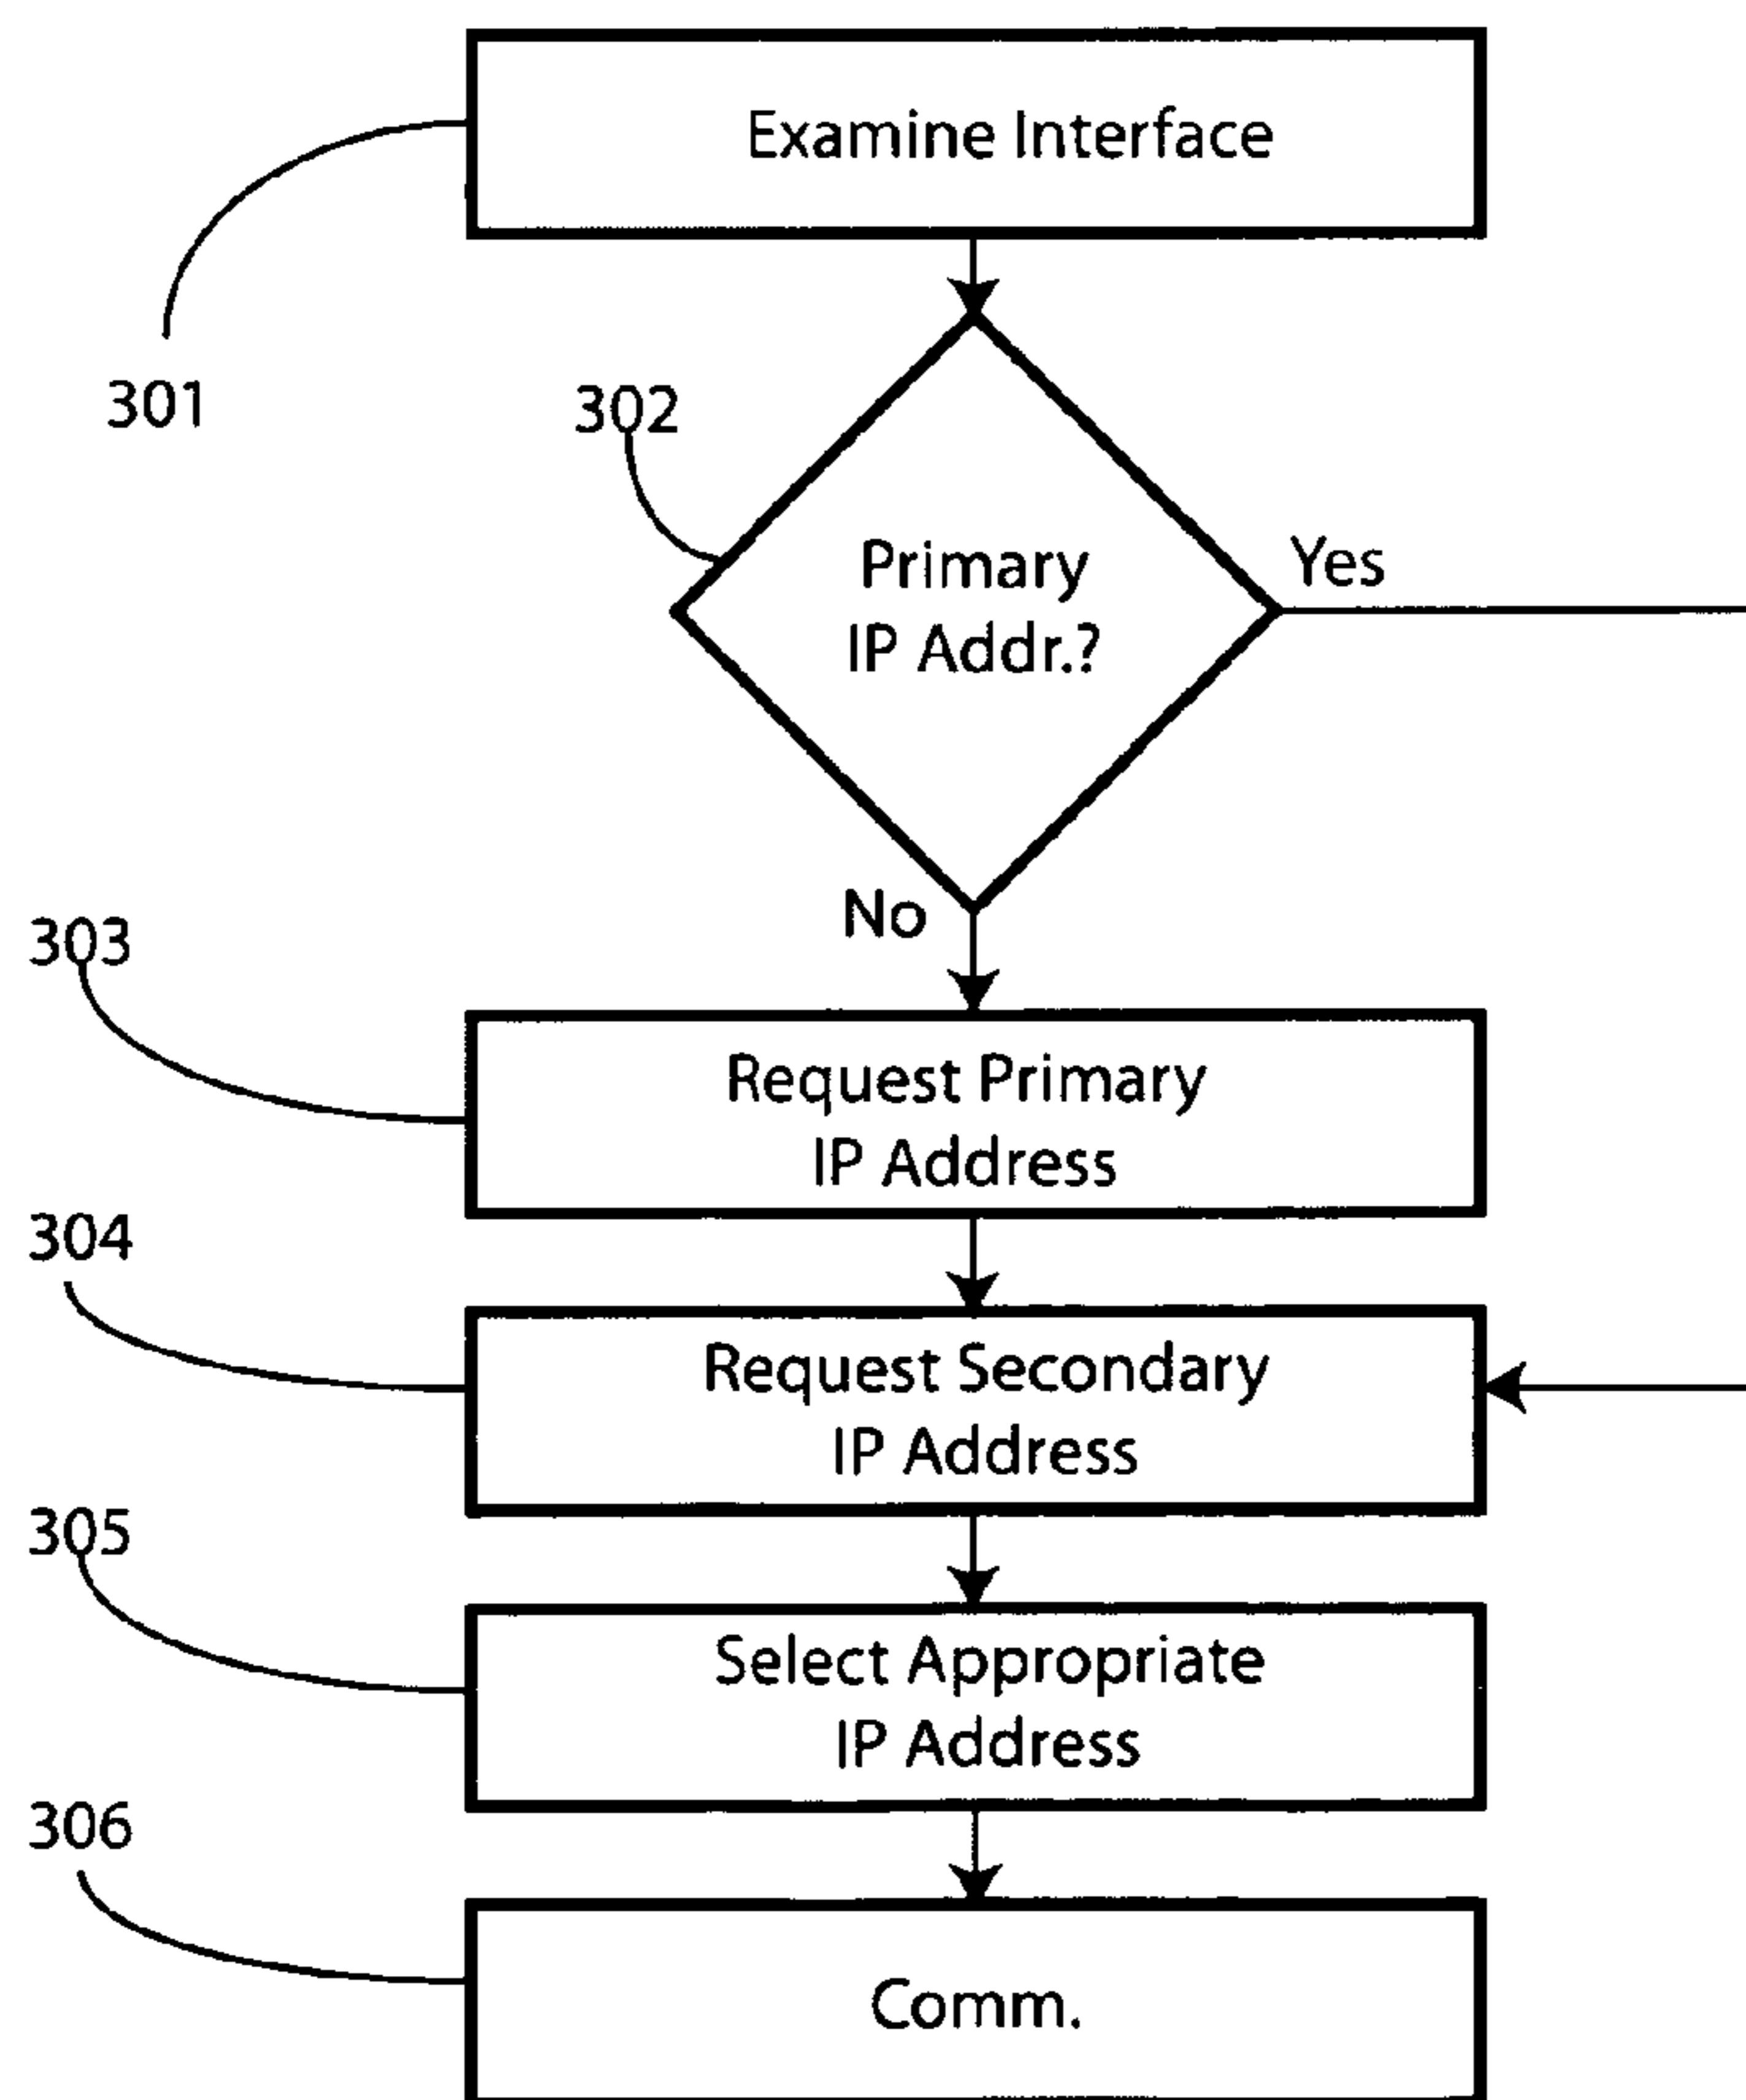 Examine Interface
301
302
Primary
IP Addr.?
Yes
No
303
Request Primary
IP Address
304
Request Secondary
IP Address
305
Select Appropriate
IP Address
306
Comm.